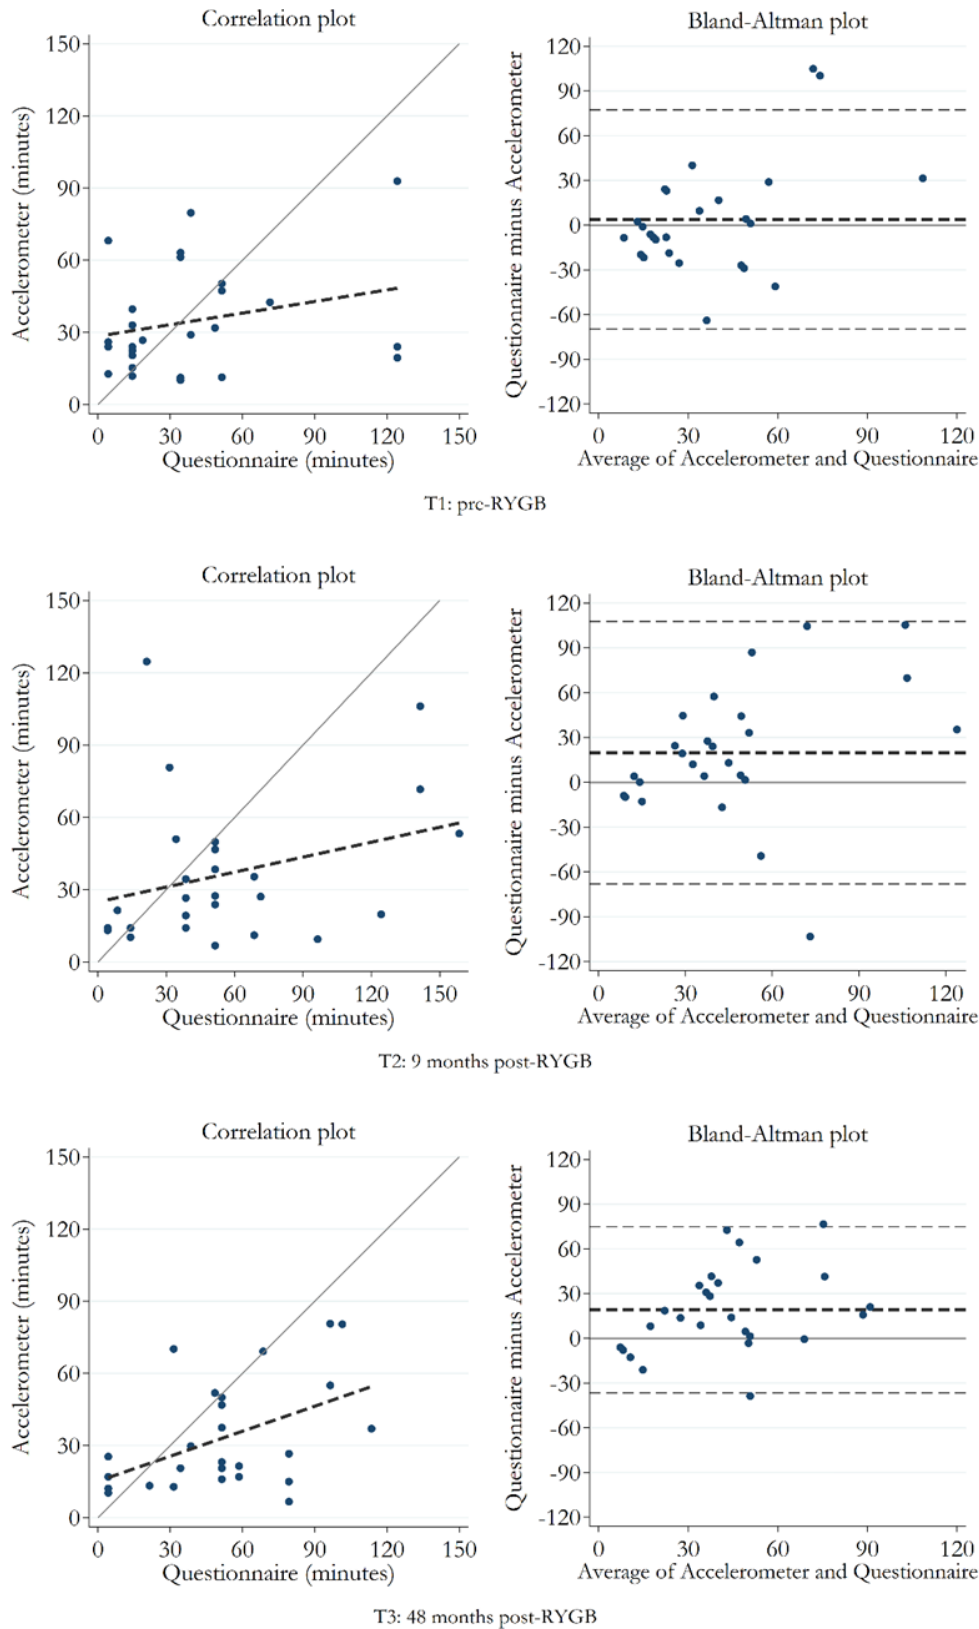 Correlation plot
150
120
90
60
30
0
Accelerometer (minutes)
0 30 60 90 120 150
Questionnaire (minutes)
Bland-Altman plot
120
90
60
30
0
-30
-60
-90
-120
Questionnaire minus Accelerometer
0 30 60 90 120
Average of Accelerometer and Questionnaire
T1: pre-RYGB
Correlation plot
150
120
90
60
30
0
Accelerometer (minutes)
0 30 60 90 120 150
Questionnaire (minutes)
Bland-Altman plot
120
90
60
30
0
-30
-60
-90
-120
Questionnaire minus Accelerometer
0 30 60 90 120
Average of Accelerometer and Questionnaire
T2: 9 months post-RYGB
Correlation plot
150
120
90
60
30
0
Accelerometer (minutes)
0 30 60 90 120 150
Questionnaire (minutes)
Bland-Altman plot
120
90
60
30
0
-30
-60
-90
-120
Questionnaire minus Accelerometer
0 30 60 90 120
Average of Accelerometer and Questionnaire
T3: 48 months post-RYGB